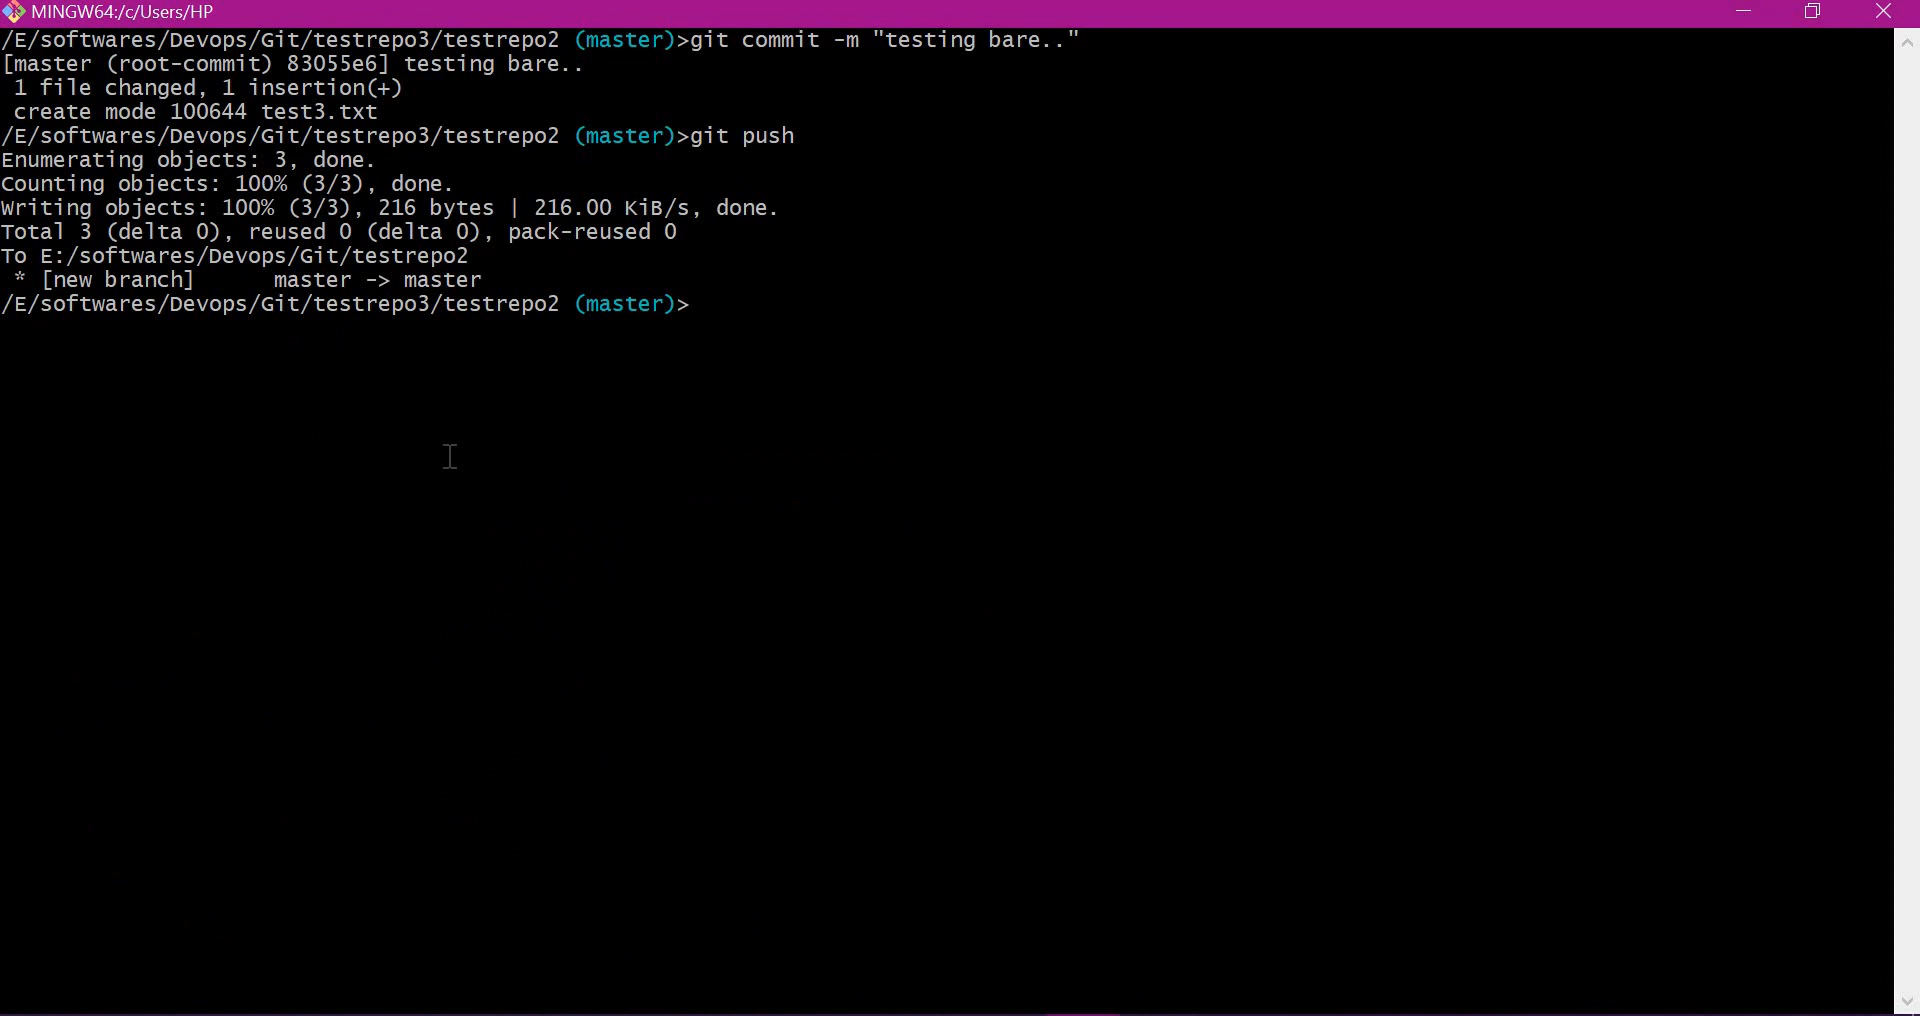 MINGW64:/c/Users/HP
/E/softwares/Devops/Git/testrepo3/testrepo2 (master)>git commit -m "testing bare.."
[master (root-commit) 83055e6] testing bare..
 1 file changed, 1 insertion(+)
 create mode 100644 test3.txt
/E/softwares/Devops/Git/testrepo3/testrepo2 (master)>git push
Enumerating objects: 3, done.
Counting objects: 100% (3/3), done.
Writing objects: 100% (3/3), 216 bytes | 216.00 KiB/s, done.
Total 3 (delta 0), reused 0 (delta 0), pack-reused 0
To E:/softwares/Devops/Git/testrepo2
 * [new branch]      master -> master
/E/softwares/Devops/Git/testrepo3/testrepo2 (master)>